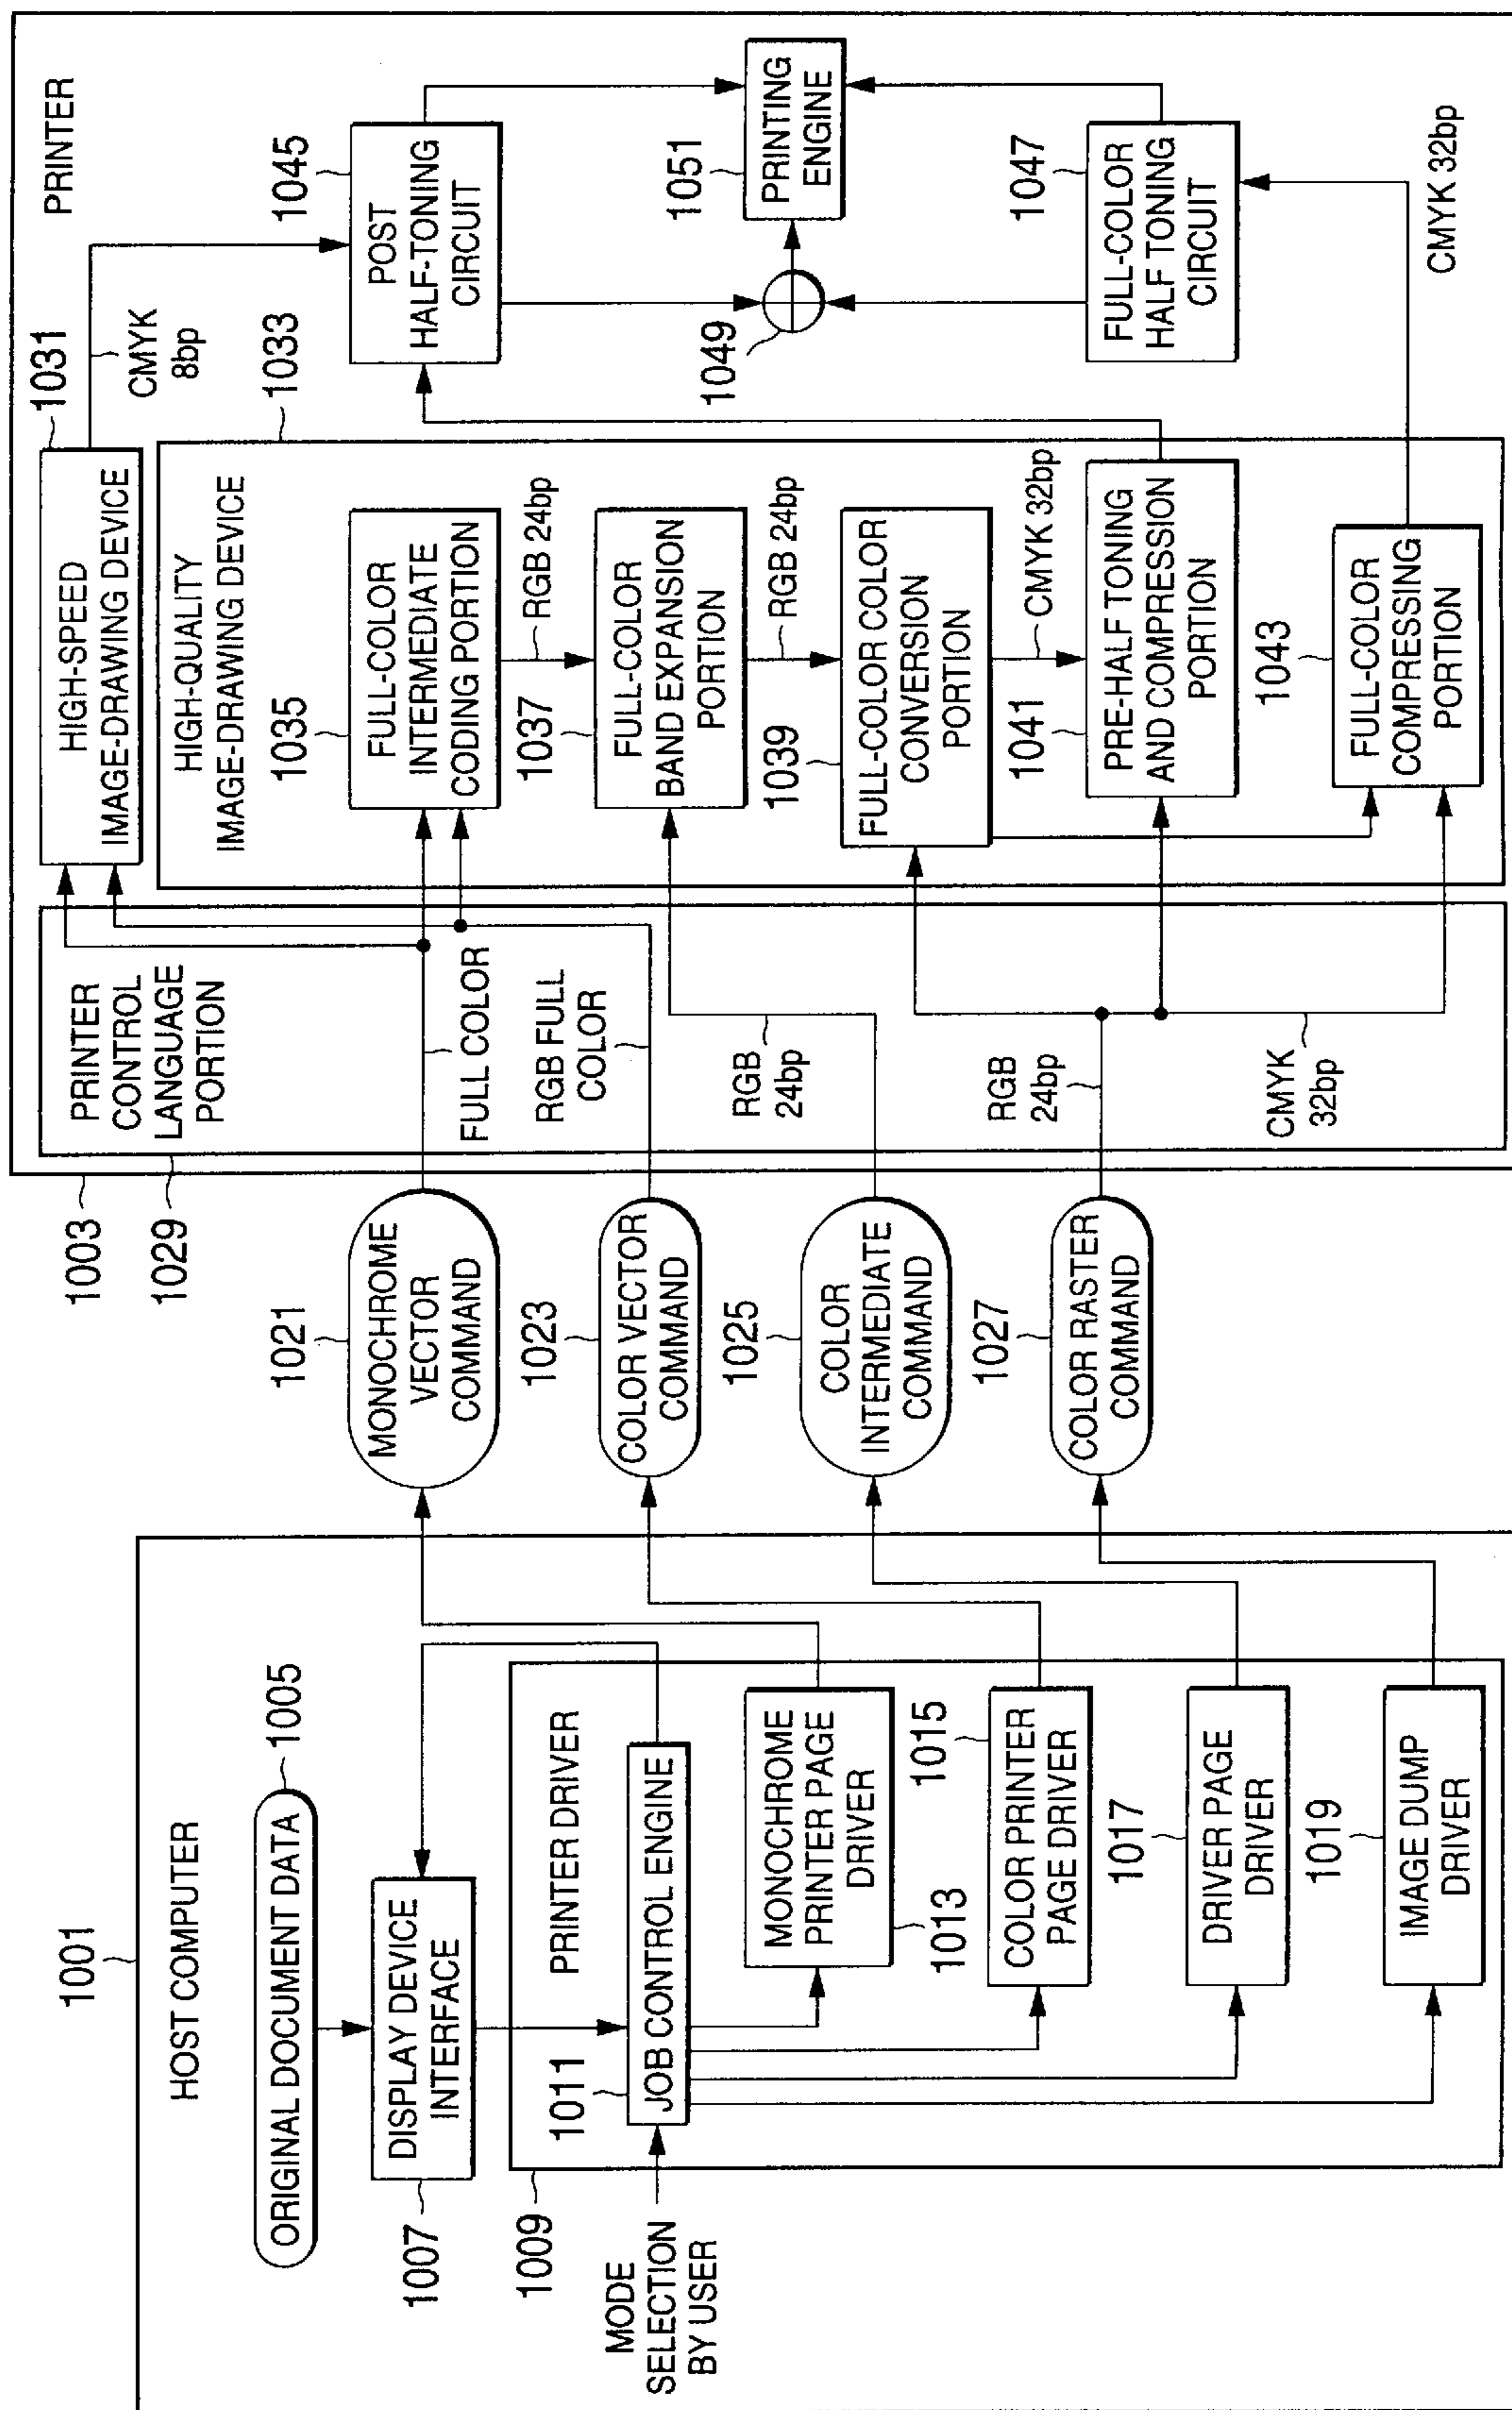 1001
HOST COMPUTER
ORIGINAL DOCUMENT DATA
1005
DISPLAY DEVICE
INTERFACE
1007
1009
PRINTER DRIVER
MODE
SELECTION
BY USER
1011
JOB CONTROL ENGINE
MONOCHROME
PRINTER PAGE
DRIVER
1013
COLOR PRINTER
PAGE DRIVER
1015
DRIVER PAGE
DRIVER
1017
IMAGE DUMP
DRIVER
1019
1021
MONOCHROME
VECTOR
COMMAND
1023
COLOR VECTOR
COMMAND
1025
COLOR
INTERMEDIATE
COMMAND
1027
COLOR RASTER
COMMAND
1003
1029
PRINTER
PRINTER
CONTROL
LANGUAGE
PORTION
FULL COLOR
RGB FULL
COLOR
RGB
24bp
RGB
24bp
CMYK
32bp
HIGH-SPEED
IMAGE-DRAWING DEVICE
1031
CMYK
8bp
1033
HIGH-QUALITY
IMAGE-DRAWING DEVICE
1035
FULL-COLOR
INTERMEDIATE
CODING PORTION
RGB 24bp
1037
FULL-COLOR
BAND EXPANSION
PORTION
RGB 24bp
1039
FULL-COLOR COLOR
CONVERSION
PORTION
CMYK 32bp
1041
PRE-HALF TONING
AND COMPRESSION
PORTION
1043
FULL-COLOR
COMPRESSING
PORTION
1045
POST
HALF-TONING
CIRCUIT
1049
1051
PRINTING
ENGINE
1047
FULL-COLOR
HALF TONING
CIRCUIT
CMYK 32bp